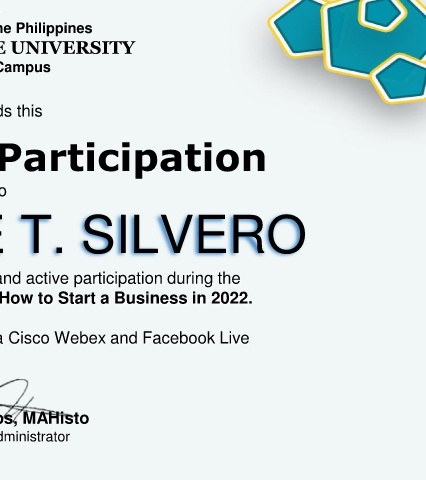 ne Philippines
E UNIVERSITY
Campus
ds this
Participation
o
E T. SILVERO
and active participation during the
How to Start a Business in 2022.
a Cisco Webex and Facebook Live
os, MAHisto
dministrator